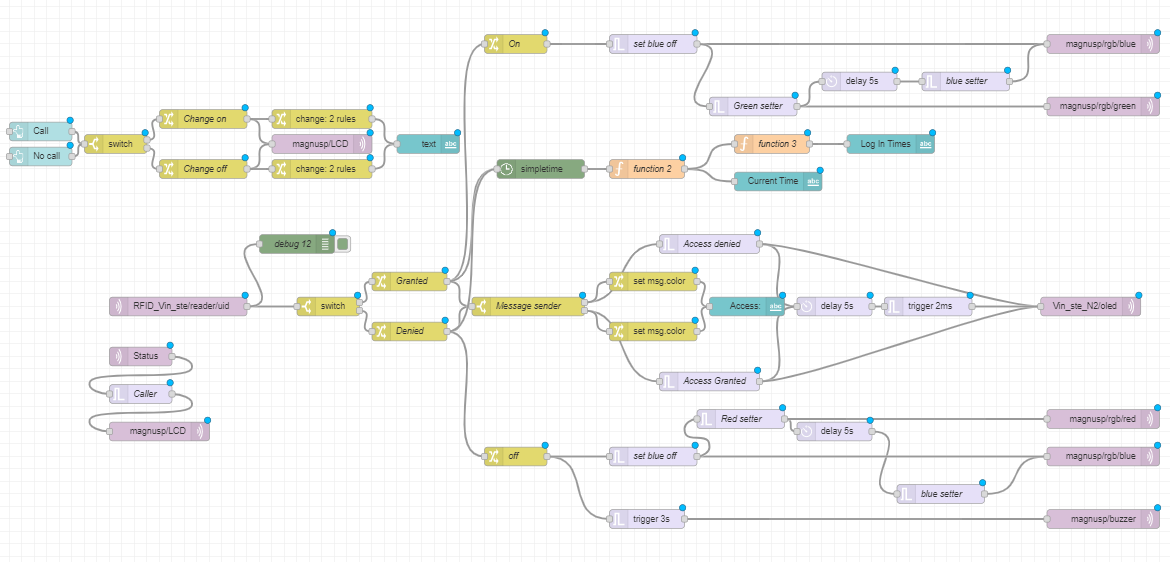 On
set blue off
magnusp/rgb/blue
delay 5s
blue setter
Green setter
magnusp/rgb/green
Call
No call
switch
Change on
change: 2 rules
magnusp/LCD
text
abc
Change off
change: 2 rules
simpletime
function 2
function 3
Log In Times
abc
Current Time
abc
debug 12
Access denied
RFID_Vin_ste/reader/uid
switch
Granted
Denied
Message sender
set msg.color
set msg.color
Access:
abc
delay 5s
trigger 2ms
Vin_ste_N2/oled
Access Granted
Status
Caller
magnusp/LCD
Red setter
magnusp/rgb/red
delay 5s
off
set blue off
magnusp/rgb/blue
blue setter
trigger 3s
magnusp/buzzer